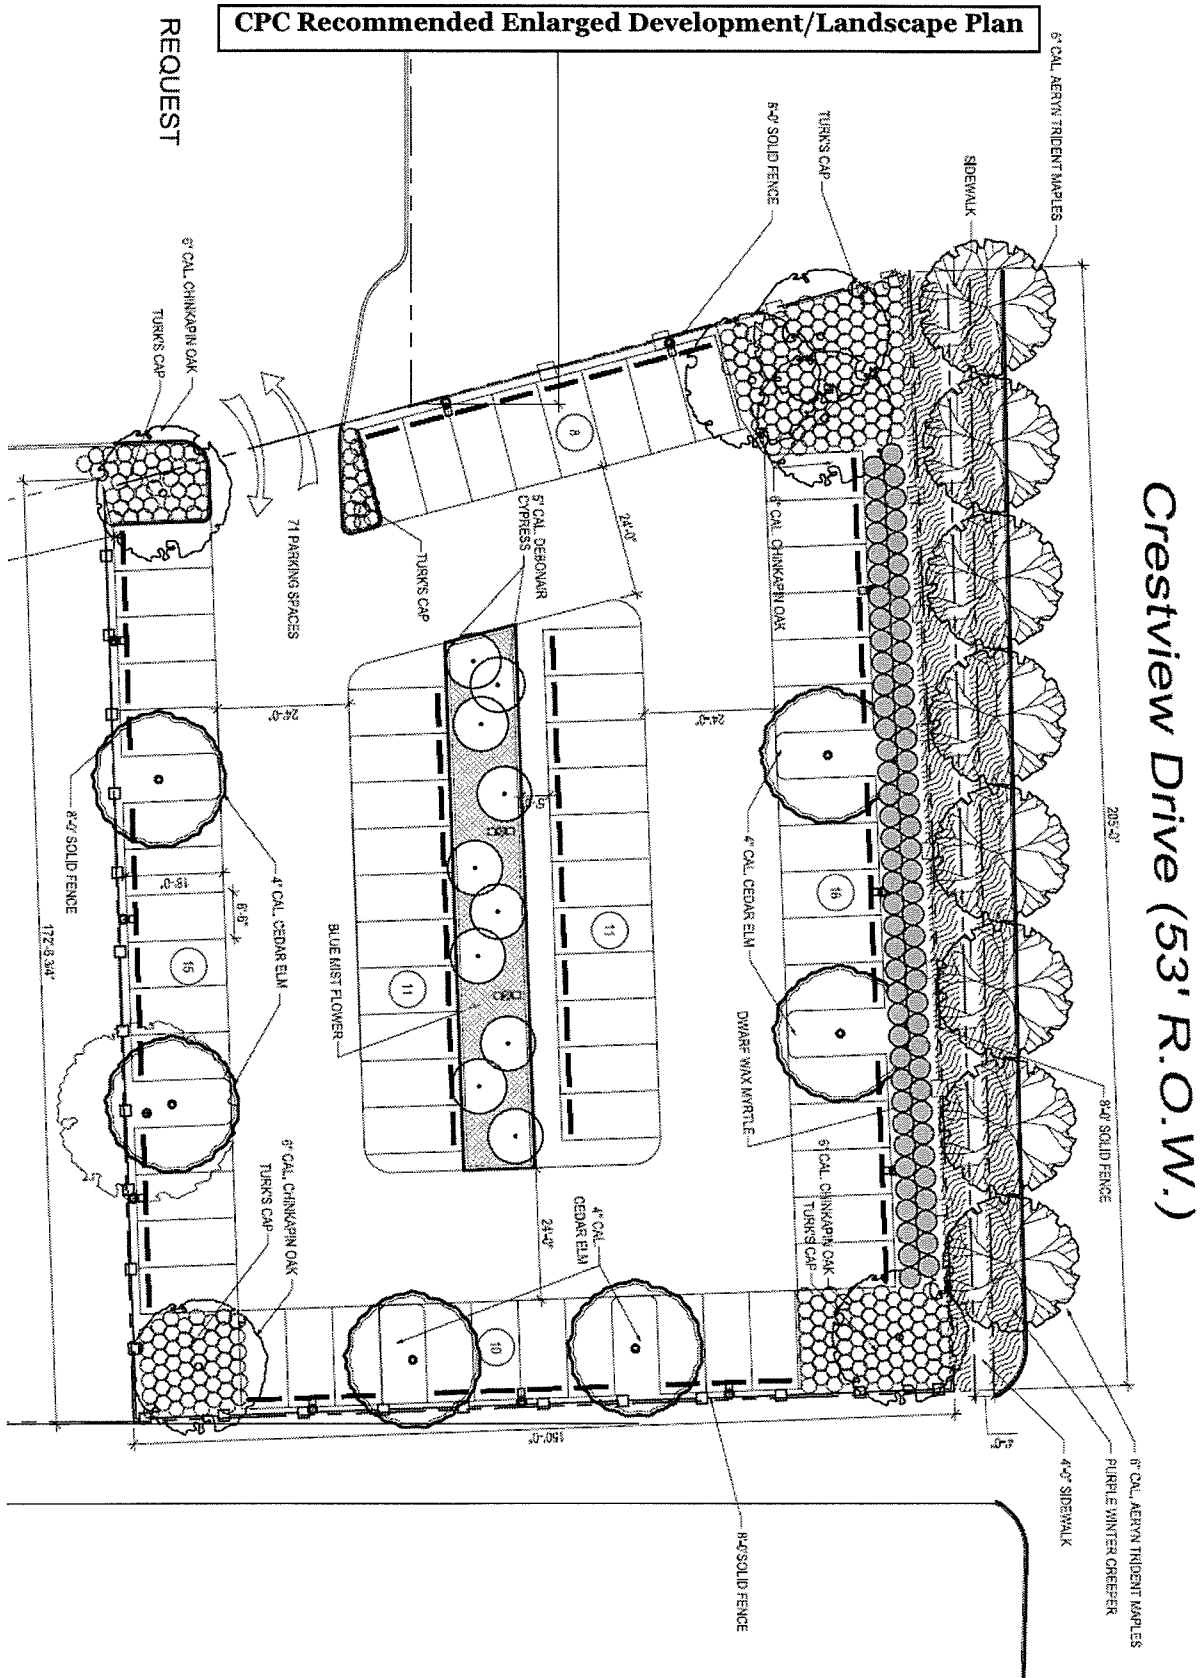 CPC Recommended Enlarged Development/Landscape Plan
REQUEST
Crestview Drive (53' R.O.W.)
6" CAL. AERYN TRIDENT MAPLES
SIDEWALK
TURK'S CAP
8'-0" SOLID FENCE
6" CAL. CHINKAPIN OAK
TURK'S CAP
205'-0"
8
24'-0"
6" CAL. CHINKAPIN OAK
5" CAL. DEBONAIR
CYPRESS
TURK'S CAP
71 PARKING SPACES
24'-0"
24'-0"
5'-
4" CAL. CEDAR ELM
16
11
11
BLUE MIST FLOWER
DWARF WAX MYRTLE
8'-0" SOLID FENCE
18'-0"
8'-6"
15
4" CAL. CEDAR ELM
8'-0" SOLID FENCE
172'-8 3/4"
6" CAL. CHINKAPIN OAK
TURK'S CAP
24'-0"
4" CAL.
CEDAR ELM
6" CAL. CHINKAPIN OAK
TURK'S CAP
10
150'-0"
4'-0" SIDEWALK
PURPLE WINTER CREEPER
6" CAL. AERYN TRIDENT MAPLES
8'-0" SOLID FENCE